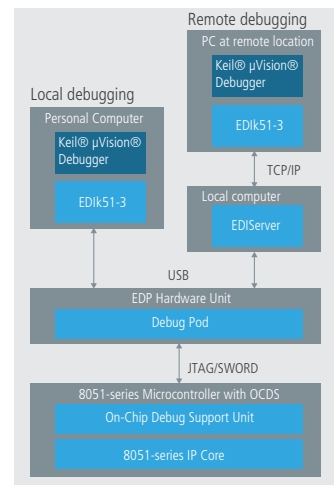 Remote debugging
PC at remote location
Keil® µVision®
Debugger
EDIk51-3
TCP/IP
Local debugging
Personal Computer
Keil® µVision®
Debugger
EDIk51-3
Local computer
EDIServer
USB
EDP Hardware Unit
Debug Pod
JTAG/SWORD
8051-series Microcontroller with OCDS
On-Chip Debug Support Unit
8051-series IP Core